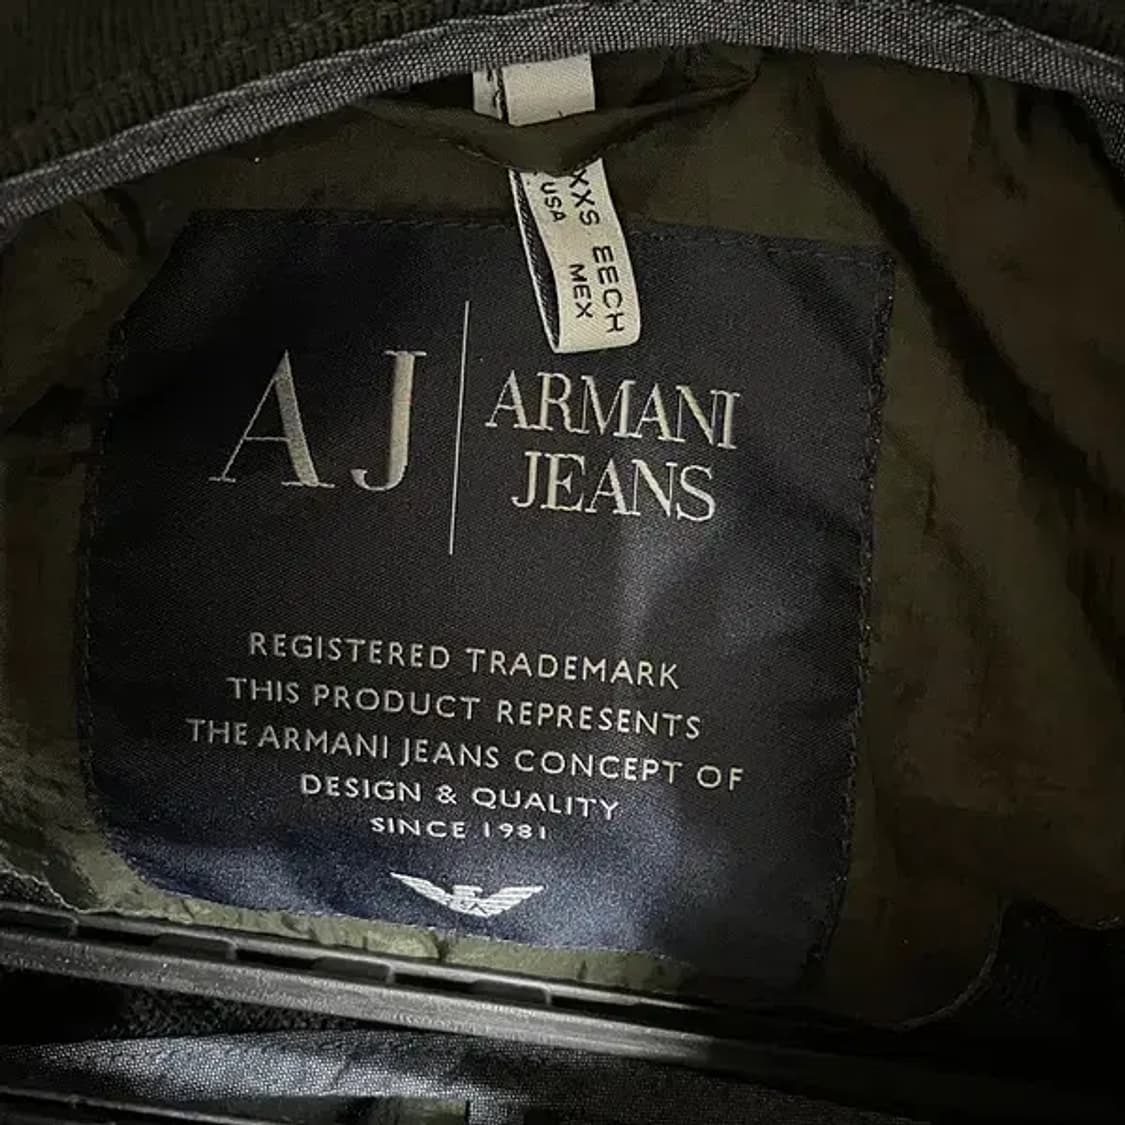 XXS EECH
USA MEX
AJ
ARMANI
JEANS
REGISTERED TRADEMARK
THIS PRODUCT REPRESENTS
THE ARMANI JEANS CONCEPT OF
DESIGN & QUALITY
SINCE 1981